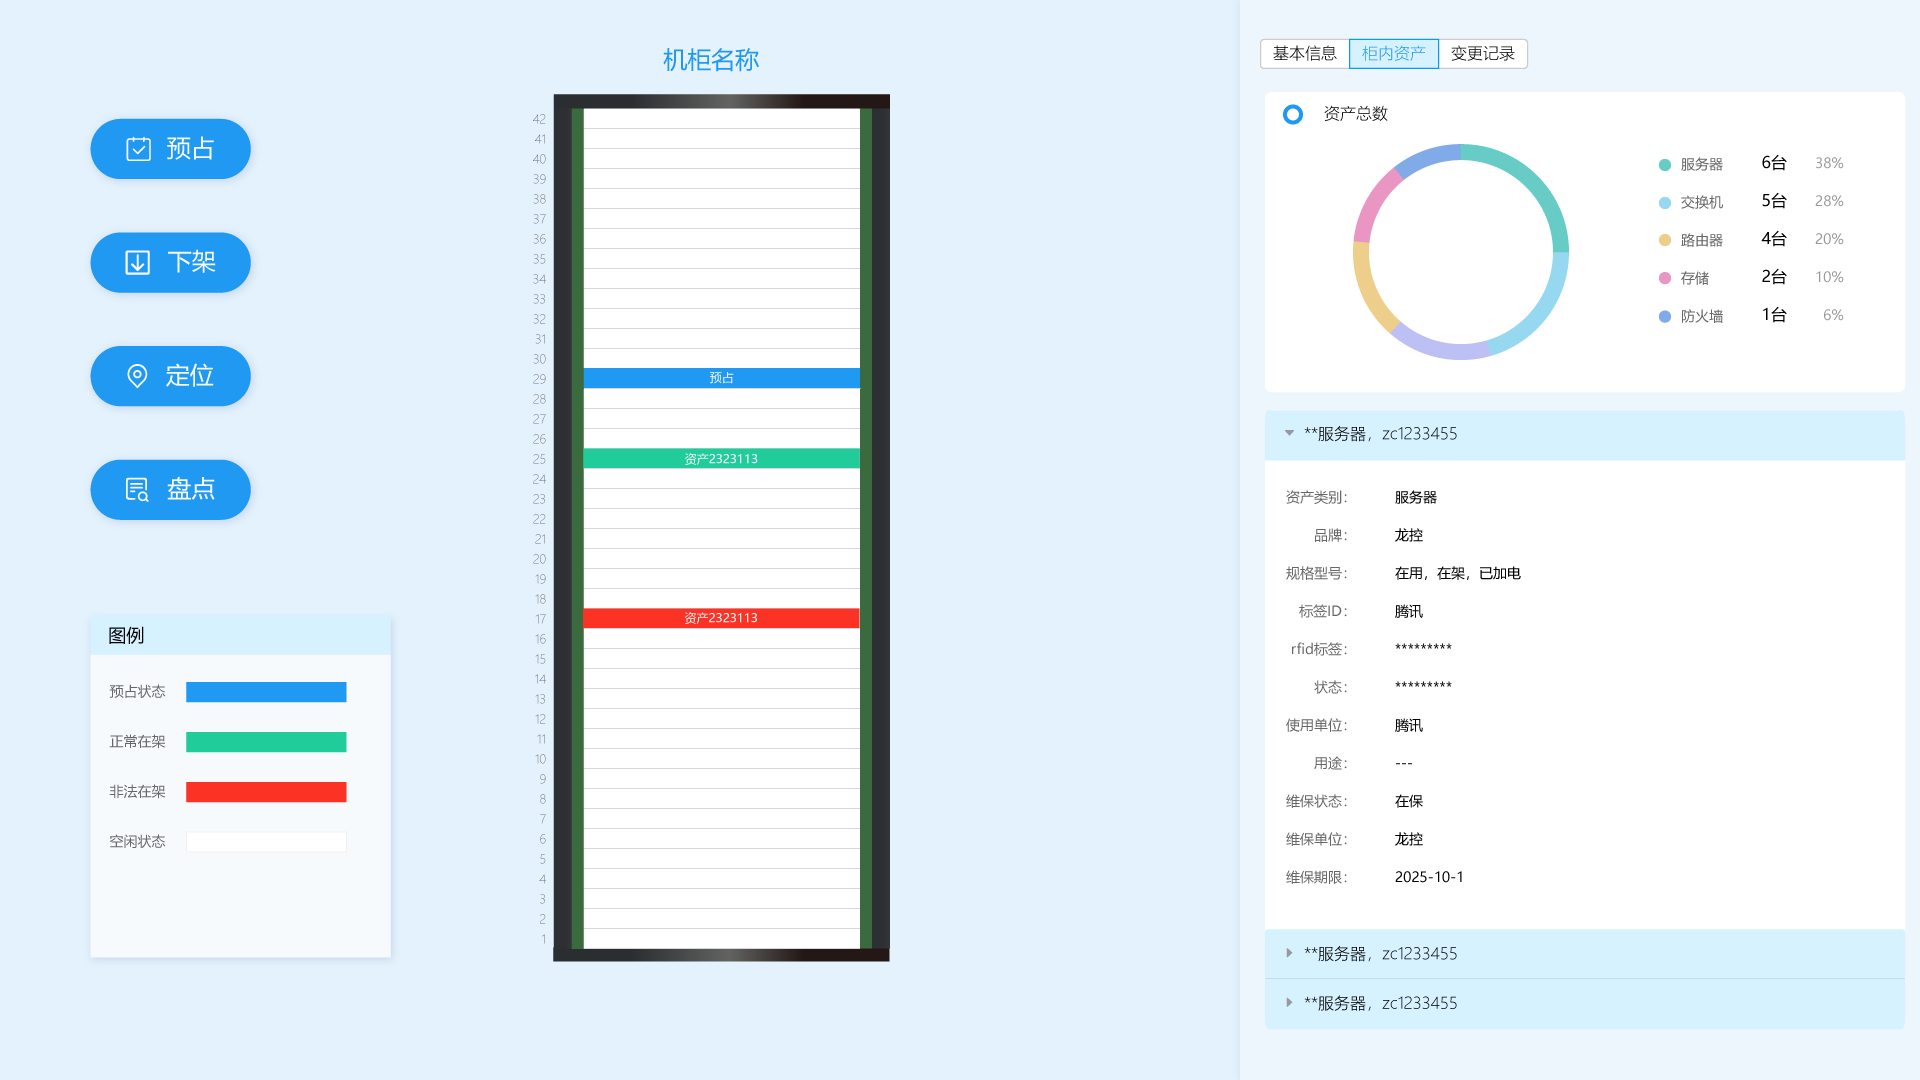 机柜名称
预占
下架
定位
盘点
图例
预占状态
正常在架
非法在架
空闲状态
42
41
40
39
38
37
36
35
34
33
32
31
30
29 预占
28
27
26
25 资产2323113
24
23
22
21
20
19
18
17 资产2323113
16
15
14
13
12
11
10
9
8
7
6
5
4
3
2
1
基本信息 柜内资产 变更记录
资产总数
服务器 6台 38%
交换机 5台 28%
路由器 4台 20%
存储 2台 10%
防火墙 1台 6%
**服务器，zc1233455
资产类别： 服务器
品牌： 龙控
规格型号： 在用，在架，已加电
标签ID： 腾讯
rfid标签： *********
状态： *********
使用单位： 腾讯
用途： ---
维保状态： 在保
维保单位： 龙控
维保期限： 2025-10-1
**服务器，zc1233455
**服务器，zc1233455